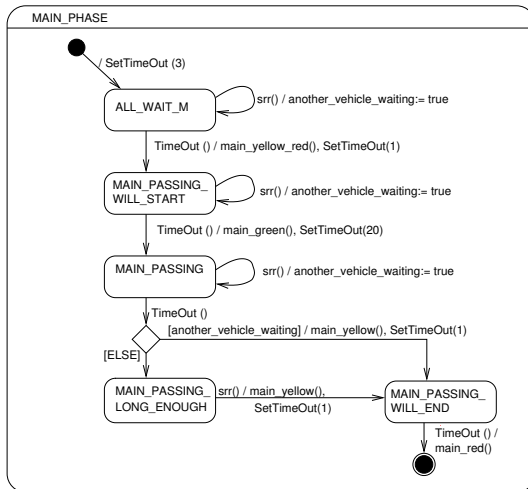 MAIN_PHASE
/ SetTimeOut (3)
ALL_WAIT_M
srr() / another_vehicle_waiting:= true
TimeOut () / main_yellow_red(), SetTimeOut(1)
MAIN_PASSING_
WILL_START
srr() / another_vehicle_waiting:= true
TimeOut () / main_green(), SetTimeOut(20)
MAIN_PASSING
srr() / another_vehicle_waiting:= true
TimeOut ()
[another_vehicle_waiting] / main_yellow(), SetTimeOut(1)
[ELSE]
MAIN_PASSING_
LONG_ENOUGH
srr() / main_yellow(),
SetTimeOut(1)
MAIN_PASSING_
WILL_END
TimeOut () /
main_red()